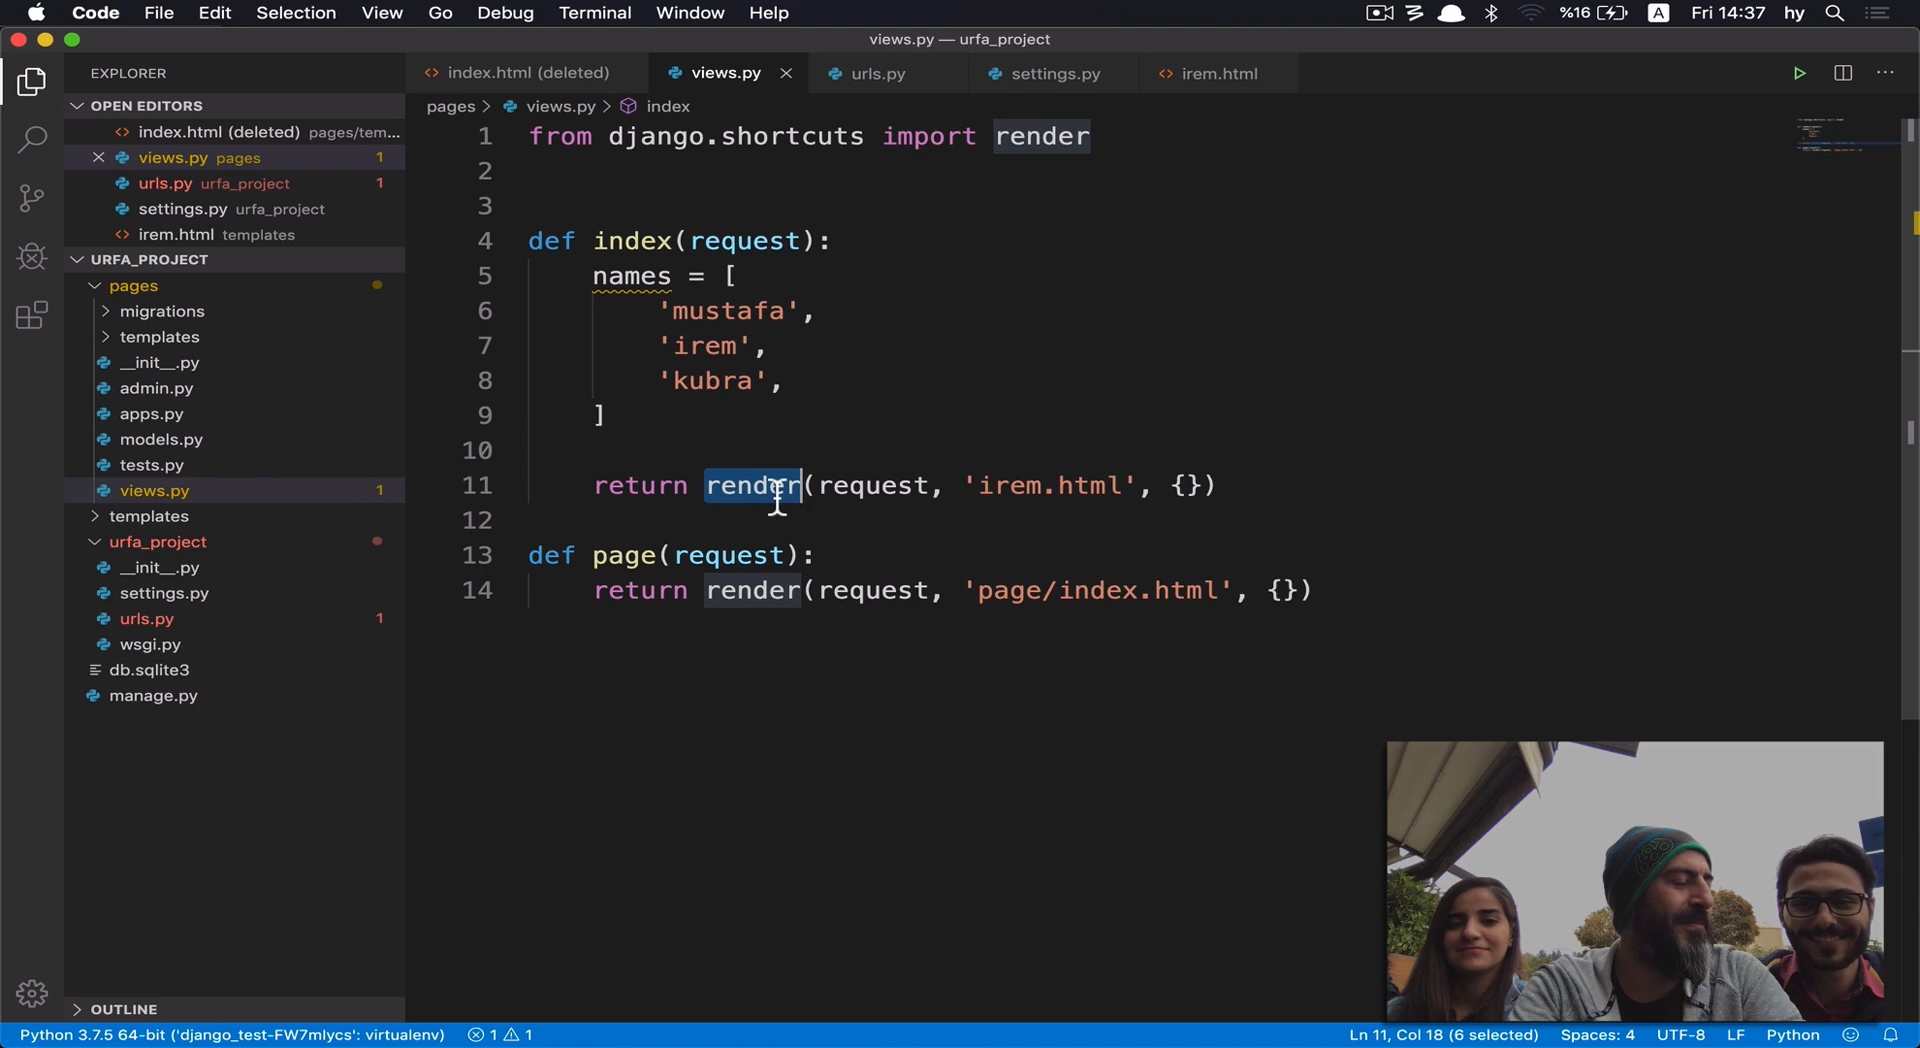 Code File Edit Selection View Go Debug Terminal Window Help %16 A Fri 14:37 hy
views.py — urfa_project
EXPLORER
OPEN EDITORS
index.html (deleted) pages/tem...
views.py pages 1
urls.py urfa_project 1
settings.py urfa_project
irem.html templates
URFA_PROJECT
pages
migrations
templates
__init__.py
admin.py
apps.py
models.py
tests.py
views.py 1
templates
urfa_project
__init__.py
settings.py
urls.py 1
wsgi.py
db.sqlite3
manage.py
OUTLINE
index.html (deleted) views.py urls.py settings.py irem.html
pages > views.py > index
1 from django.shortcuts import render
2
3
4 def index(request):
5 names = [
6 'mustafa',
7 'irem',
8 'kubra',
9 ]
10
11 return render(request, 'irem.html', {})
12
13 def page(request):
14 return render(request, 'page/index.html', {})
Python 3.7.5 64-bit ('django_test-FW7mIycs': virtualenv) 1 1 Ln 11, Col 18 (6 selected) Spaces: 4 UTF-8 LF Python